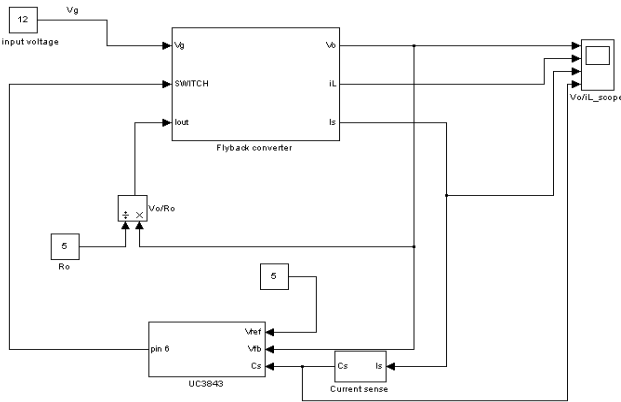 Vg
12
input voltage
Vg
Vo
SWITCH
iL
Iout
Is
Flyback converter
Vo/iL_scope
÷ ×
Vo/Ro
5
Ro
5
Vref
pin 6
Vfb
Cs
UC3843
Cs
Is
Current sense